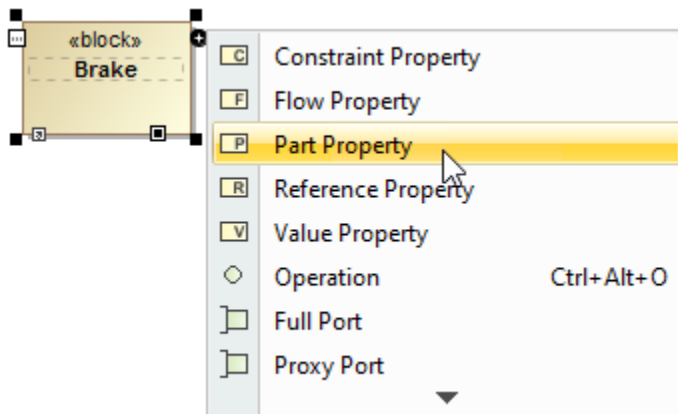 «block»
Brake
C Constraint Property
F Flow Property
P Part Property
R Reference Property
V Value Property
Operation Ctrl+Alt+O
Full Port
Proxy Port